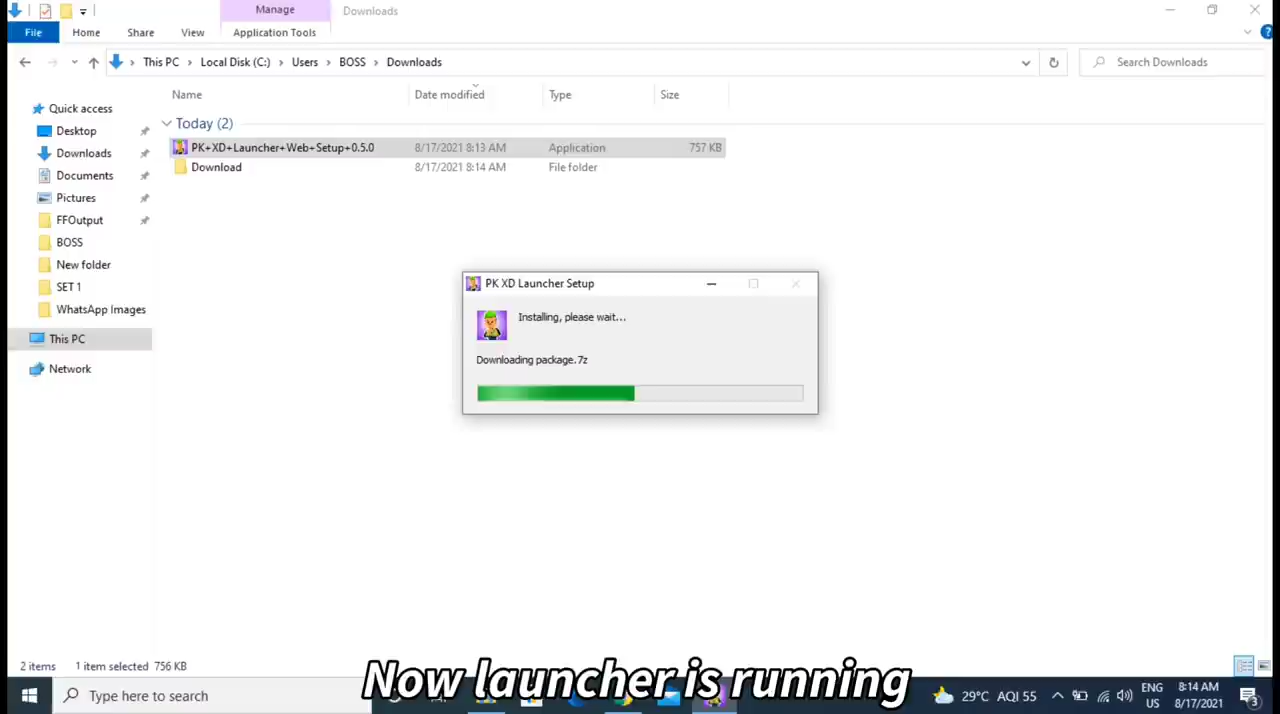 Manage
Downloads
File
Home
Share
View
Application Tools
This PC
Local Disk (C:)
Users
BOSS
Downloads
Search Downloads
Name
Date modified
Type
Size
Quick access
Desktop
Downloads
Documents
Pictures
FFOutput
BOSS
New folder
SET 1
WhatsApp Images
This PC
Network
Today (2)
PK+XD+Launcher+Web+Setup+0.5.0 8/17/2021 8:13 AM Application 757 KB
Download 8/17/2021 8:14 AM File folder
PK XD Launcher Setup
Installing, please wait...
Downloading package.7z
2 items 1 item selected 756 KB
Now launcher is running
Type here to search
29°C AQI 55
ENG
US
8:14 AM
8/17/2021
3